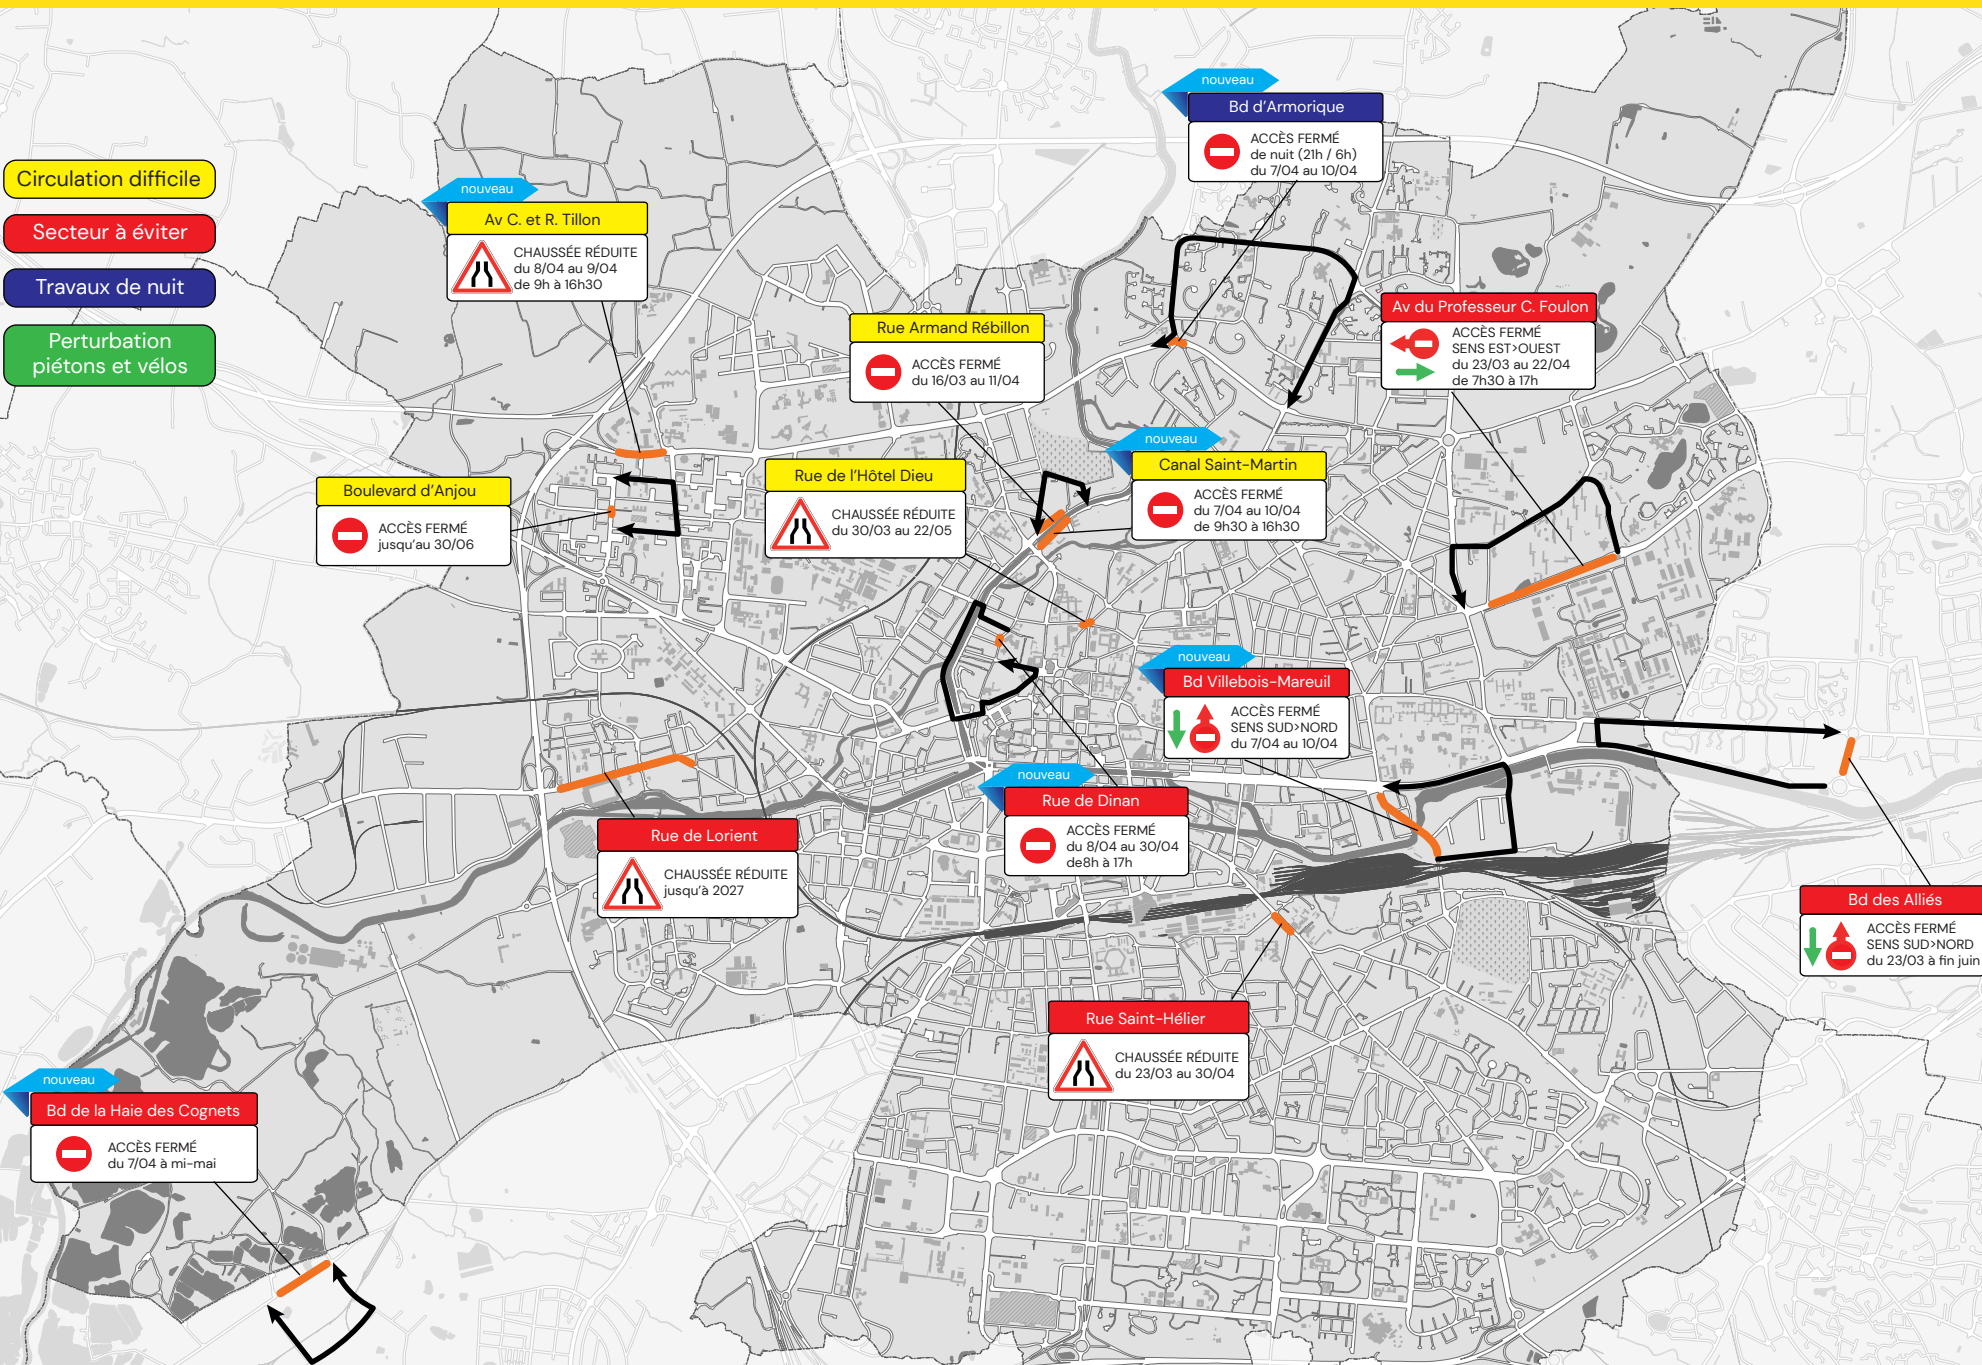 Circulation difficile
Secteur à éviter
Travaux de nuit
Perturbation
piétons et vélos
nouveau
Bd d'Armorique
ACCÈS FERMÉ
de nuit (21h / 6h)
du 7/04 au 10/04
nouveau
Av C. et R. Tillon
CHAUSSÉE RÉDUITE
du 8/04 au 9/04
de 9h à 16h30
Rue Armand Rébillon
ACCÈS FERMÉ
du 16/03 au 11/04
Av du Professeur C. Foulon
ACCÈS FERMÉ
SENS EST>OUEST
du 23/03 au 22/04
de 7h30 à 17h
Boulevard d'Anjou
ACCÈS FERMÉ
jusqu'au 30/06
Rue de l'Hôtel Dieu
CHAUSSÉE RÉDUITE
du 30/03 au 22/05
nouveau
Canal Saint-Martin
ACCÈS FERMÉ
du 7/04 au 10/04
de 9h30 à 16h30
nouveau
Bd Villebois-Mareuil
ACCÈS FERMÉ
SENS SUD>NORD
du 7/04 au 10/04
nouveau
Rue de Dinan
ACCÈS FERMÉ
du 8/04 au 30/04
de8h à 17h
Rue de Lorient
CHAUSSÉE RÉDUITE
jusqu'à 2027
Bd des Alliés
ACCÈS FERMÉ
SENS SUD>NORD
du 23/03 à fin juin
Rue Saint-Hélier
CHAUSSÉE RÉDUITE
du 23/03 au 30/04
nouveau
Bd de la Haie des Cognets
ACCÈS FERMÉ
du 7/04 à mi-mai